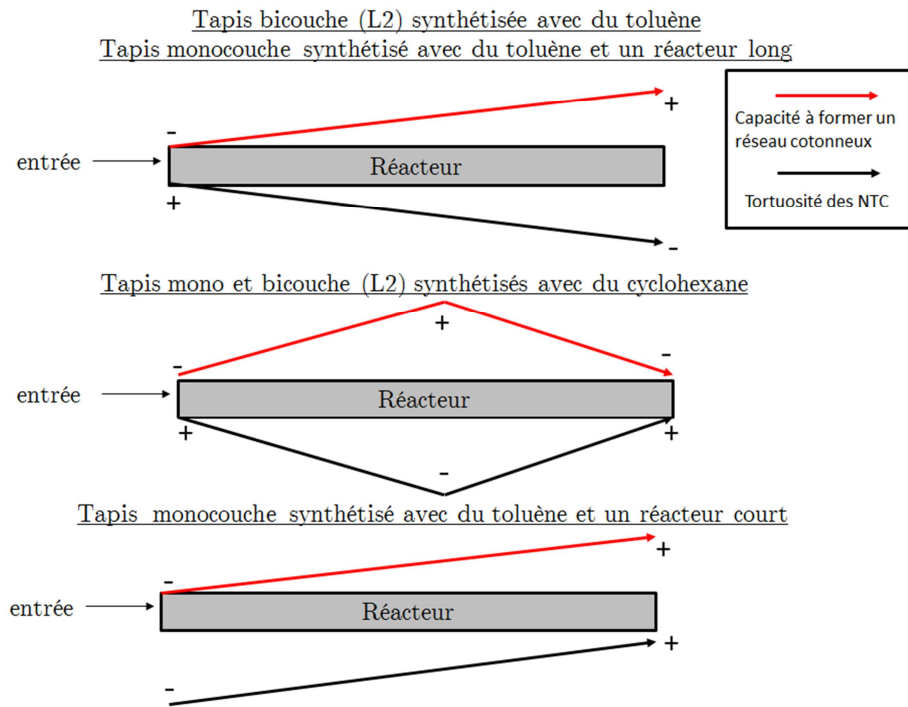 Tapis bicouche (L2) synthétisée avec du toluène
Tapis monocouche synthétisé avec du toluène et un réacteur long
-
+
entrée
Réacteur
+
-
Capacité à former un
réseau cotonneux
Tortuosité des NTC
Tapis mono et bicouche (L2) synthétisés avec du cyclohexane
-
+
-
entrée
Réacteur
+
-
+
Tapis monocouche synthétisé avec du toluène et un réacteur court
-
+
entrée
Réacteur
-
+